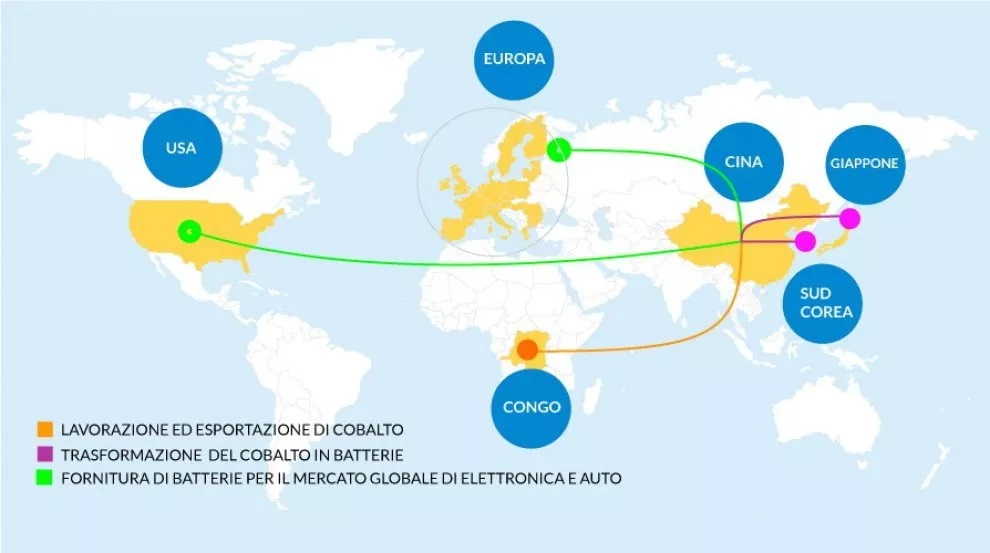 EUROPA
USA
CINA
GIAPPONE
SUD
COREA
CONGO
LAVORAZIONE ED ESPORTAZIONE DI COBALTO
TRASFORMAZIONE DEL COBALTO IN BATTERIE
FORNITURA DI BATTERIE PER IL MERCATO GLOBALE DI ELETTRONICA E AUTO